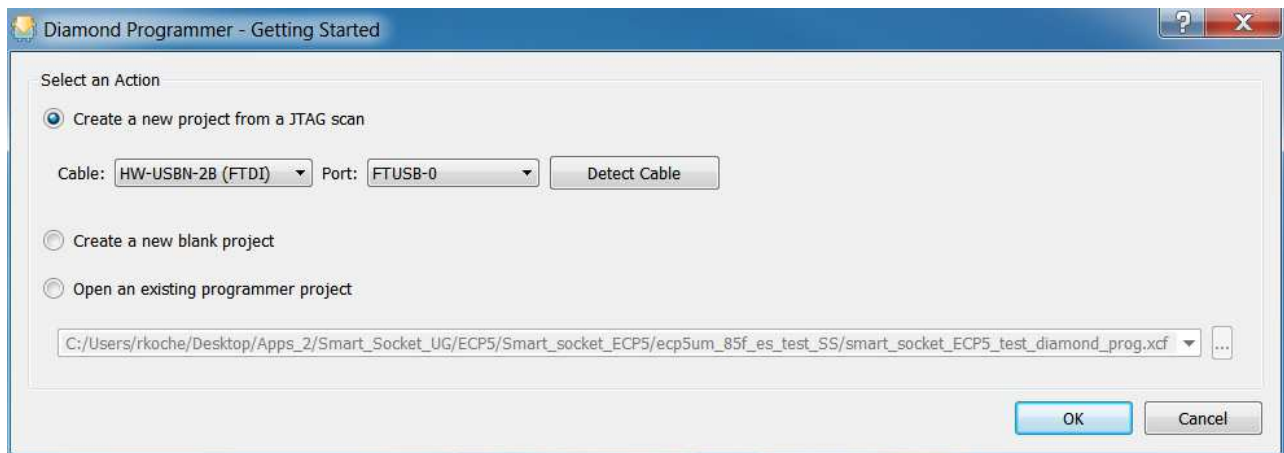 Diamond Programmer - Getting Started
? X
Select an Action
Create a new project from a JTAG scan
Cable: HW-USBN-2B (FTDI) Port: FTUSB-0 Detect Cable
Create a new blank project
Open an existing programmer project
C:/Users/rkoche/Desktop/Apps_2/Smart_Socket_UG/ECP5/Smart_socket_ECP5/ecp5um_85f_es_test_SS/smart_socket_ECP5_test_diamond_prog.xcf ...
OK Cancel